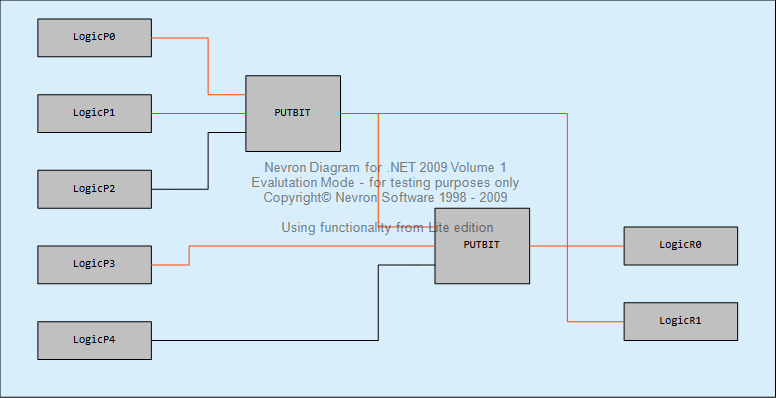 LogicP0
LogicP1
PUTBIT
Nevron Diagram for .NET 2009 Volume 1
Evalutation Mode - for testing purposes only
Copyright© Nevron Software 1998 - 2009
LogicP2
Using functionality from Lite edition
PUTBIT
LogicR0
LogicP3
LogicR1
LogicP4